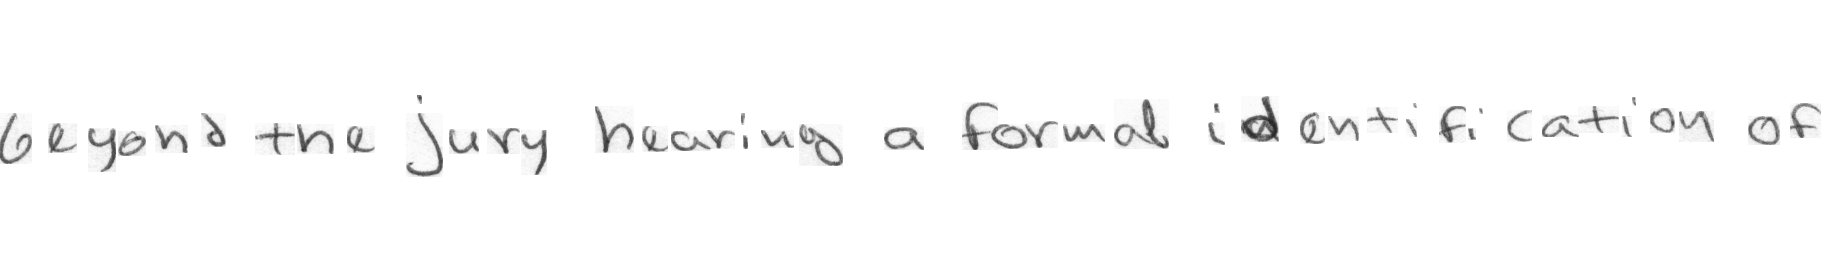 beyond the jury hearing a formal identification of